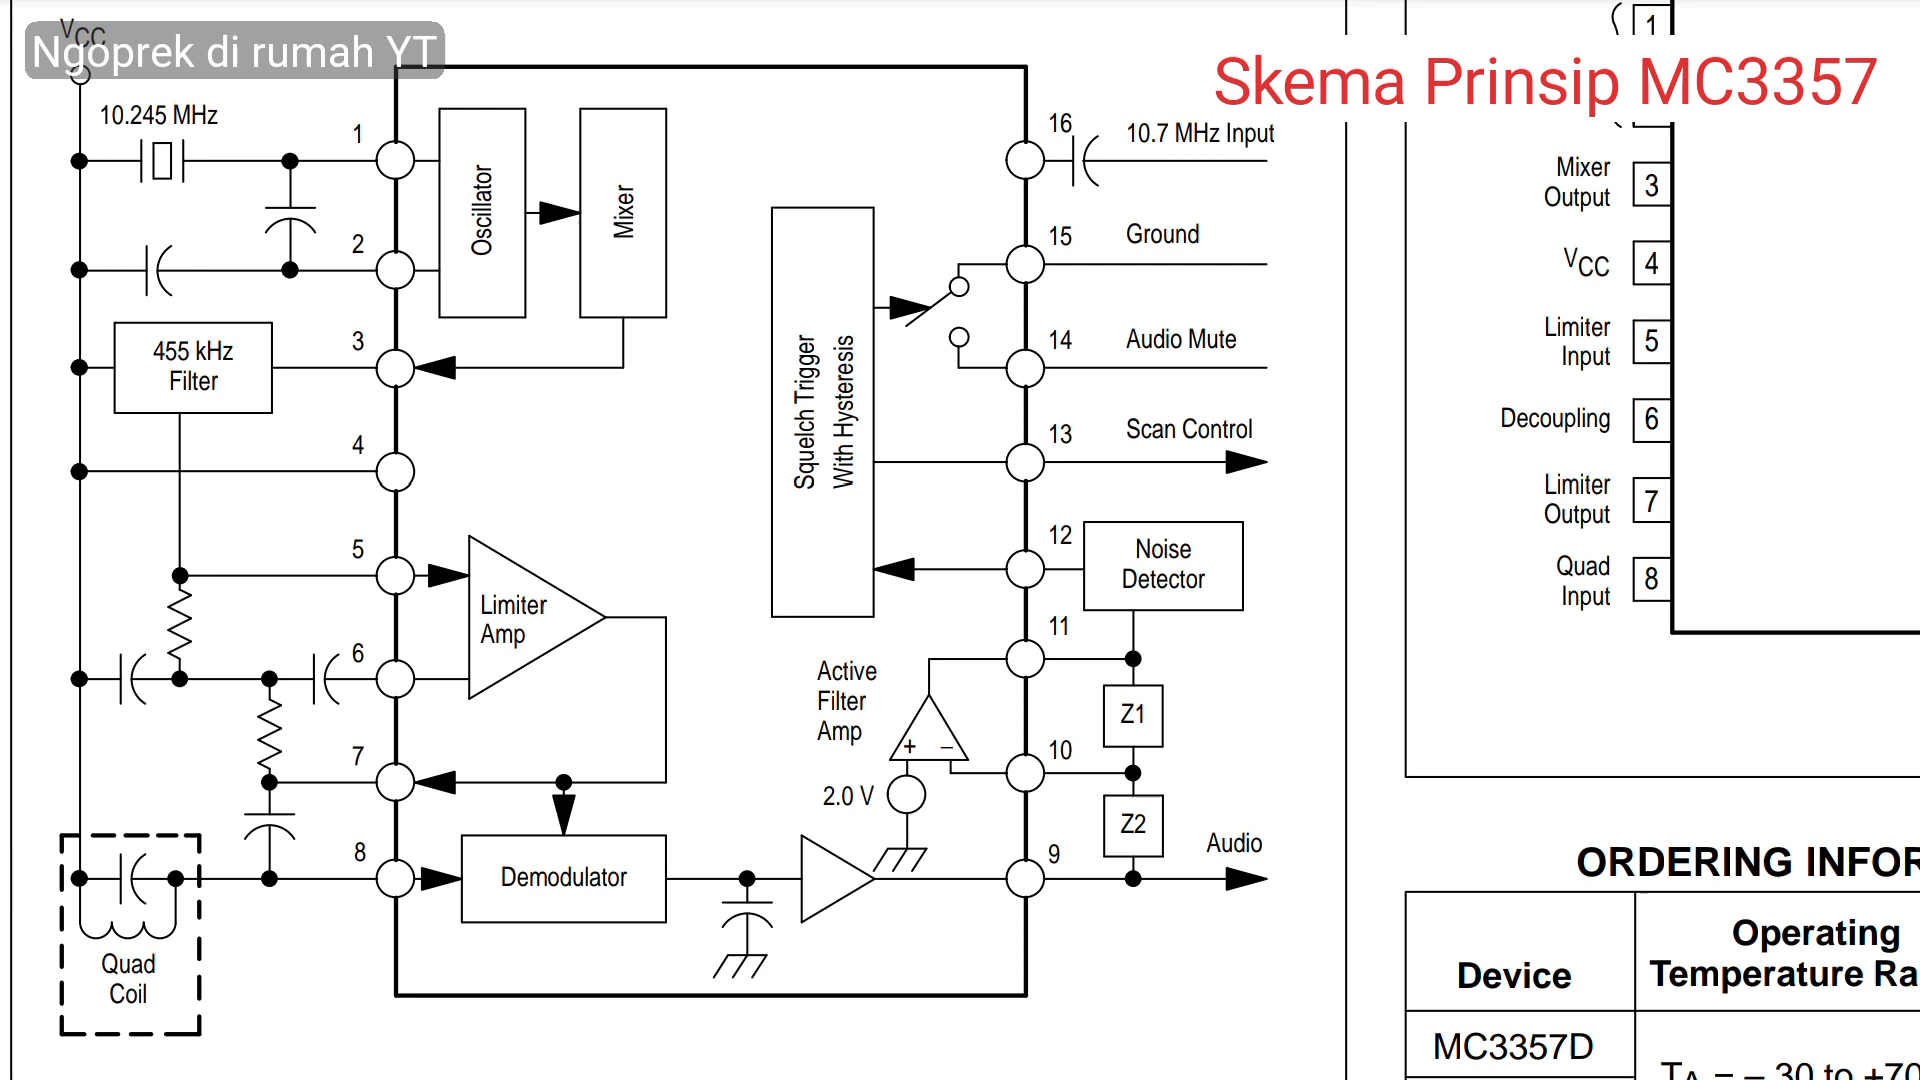 VCC
Ngoprek di rumah YT
Skema Prinsip MC3357
10.245 MHz
1
2
3
4
5
6
7
8
Oscillator
Mixer
455 kHz
Filter
Limiter
Amp
Demodulator
Quad
Coil
Squelch Trigger
With Hysteresis
Active
Filter
Amp
+ –
2.0 V
16
10.7 MHz Input
15
Ground
14
Audio Mute
13
Scan Control
12
Noise
Detector
11
Z1
10
Z2
9
Audio
1
Mixer
Output
3
VCC
4
Limiter
Input
5
Decoupling
6
Limiter
Output
7
Quad
Input
8
ORDERING INFOR
Device
Operating
Temperature Ra
MC3357D
TA = – 30 to +70